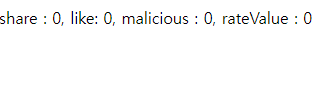 share : 0, like: 0, malicious : 0, rateValue : 0